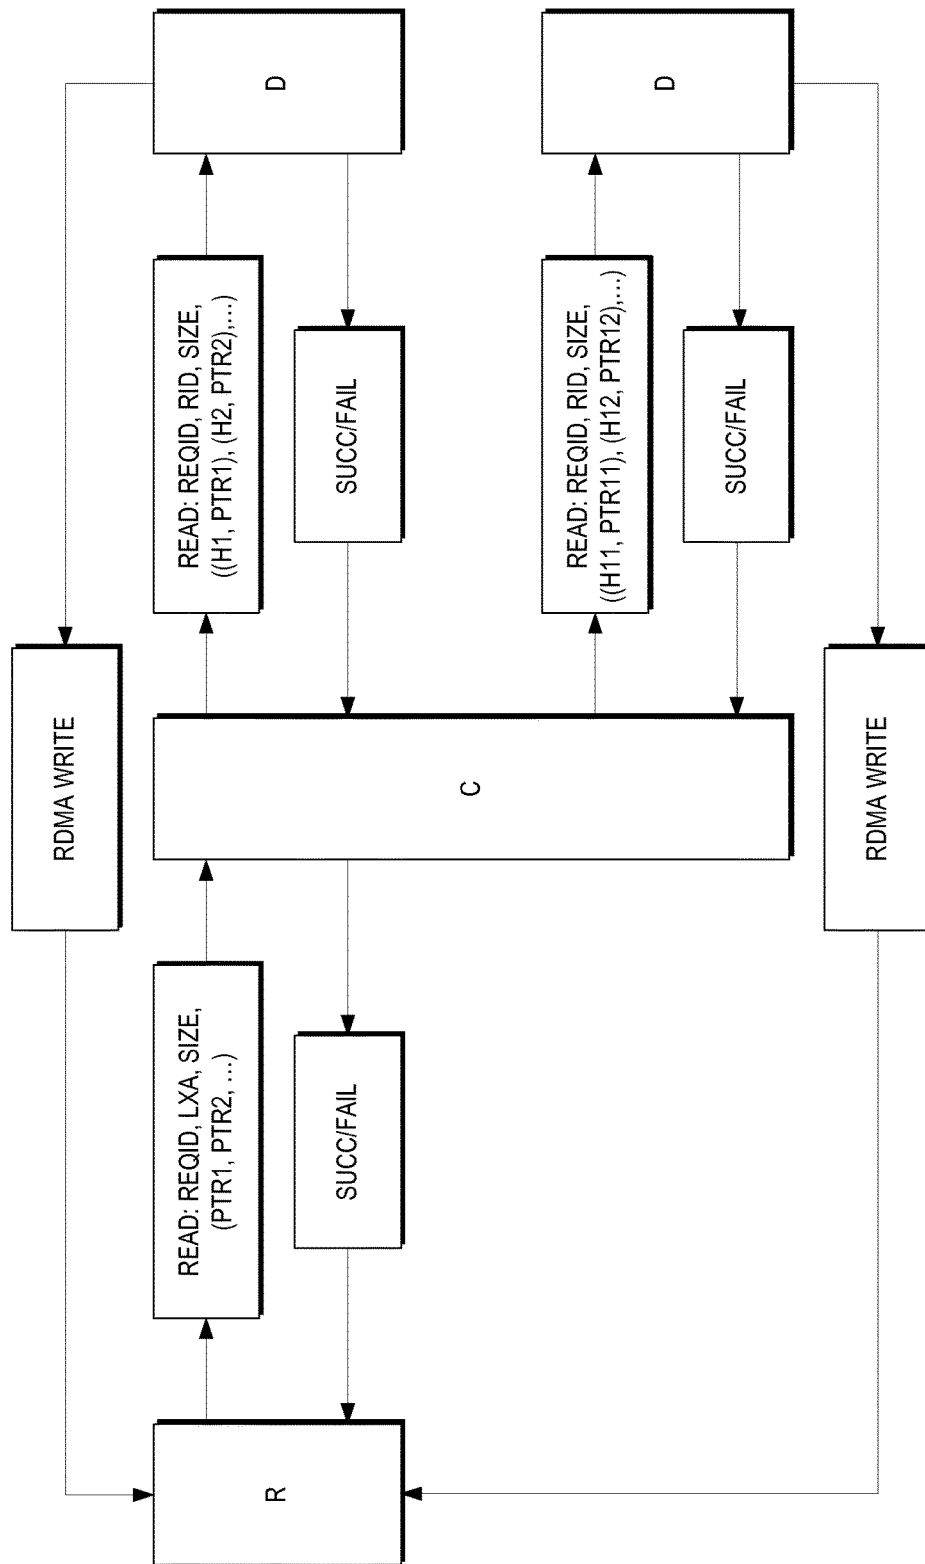 RDMA WRITE
READ: REQID, LXA, SIZE,
(PTR1, PTR2, ...)
READ: REQID, RID, SIZE,
((H1, PTR1), (H2, PTR2),...)
R
D
SUCC/FAIL
SUCC/FAIL
C
READ: REQID, RID, SIZE,
((H11, PTR11), (H12, PTR12),...)
D
SUCC/FAIL
RDMA WRITE